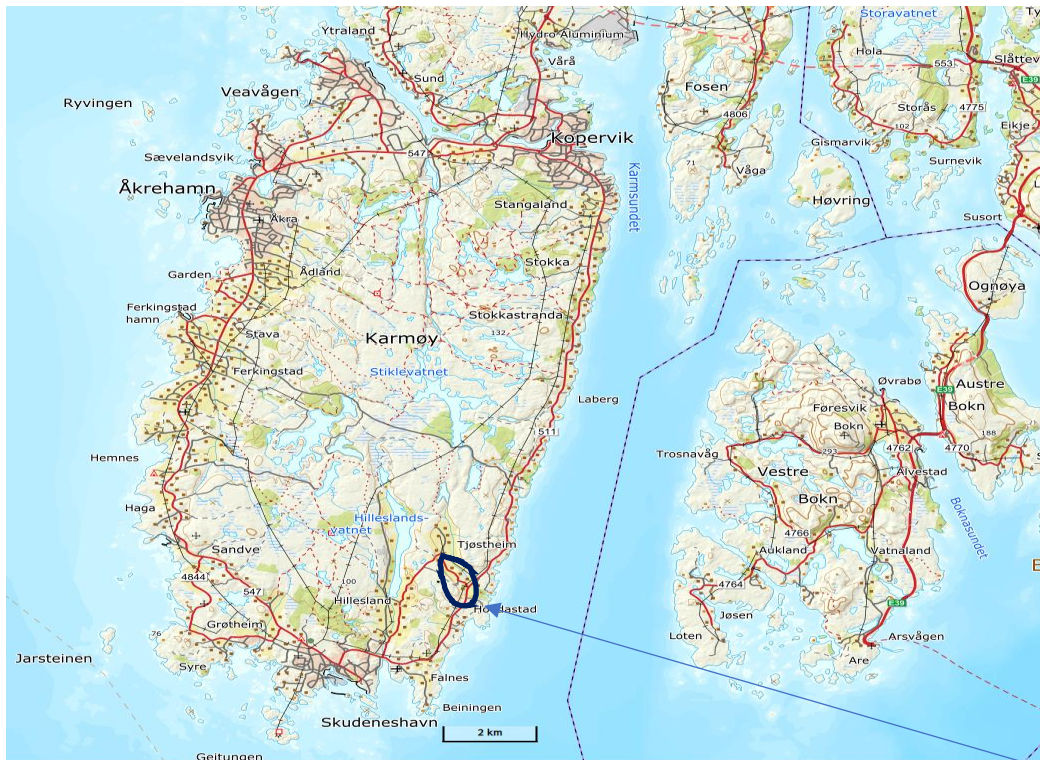 Storavatnet
Ytraland
Hydro Aluminium
Hola
Slåttev
Vårå
553
E39
Sund
Veavågen
Fosen
Ryvingen
Storås
4775
4806
102
Eikje
Kopervik
Gismarvik
547
Sævelandsvik
Surnevik
71
Våga
Karmsundet
Åkrehamn
Høvring
Stangaland
Åkra
Susort
Stokka
Garden
Ådland
Ognøya
Ferkingstad
hamn
Stokkastranda
Stava
132
Karmøy
Ferkingstad
Stiklevatnet
Øvrabø
Austre
Bokn
E39
Laberg
Føresvik
Bokn
511
188
293
4762
4770
Trosnavåg
Hemnes
Vestre
Bokn
Alvestad
Haga
Hilleslands-
vatnet
Boknasundet
4766
Tjøstheim
Sandve
Aukland
Vatnaland
4844
100
4764
547
Hillesland
E39
Jøsen
Grøtheim
76
Loten
Arsvågen
Jarsteinen
Syre
Are
Falnes
Beiningen
Skudeneshavn
2 km
Geitungen